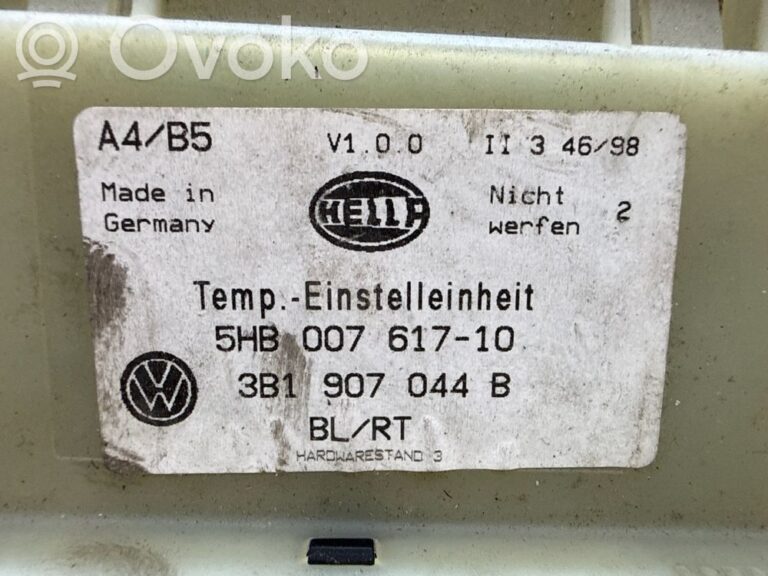 Ovoko
A4/B5 V1.0.0 II 3 46/98
Made in Germany
HELLA
Nicht werfen 2
Temp.-Einstelleinheit
5HB 007 617-10
3B1 907 044 B
VW
BL/RT
HARDWARESTAND 3